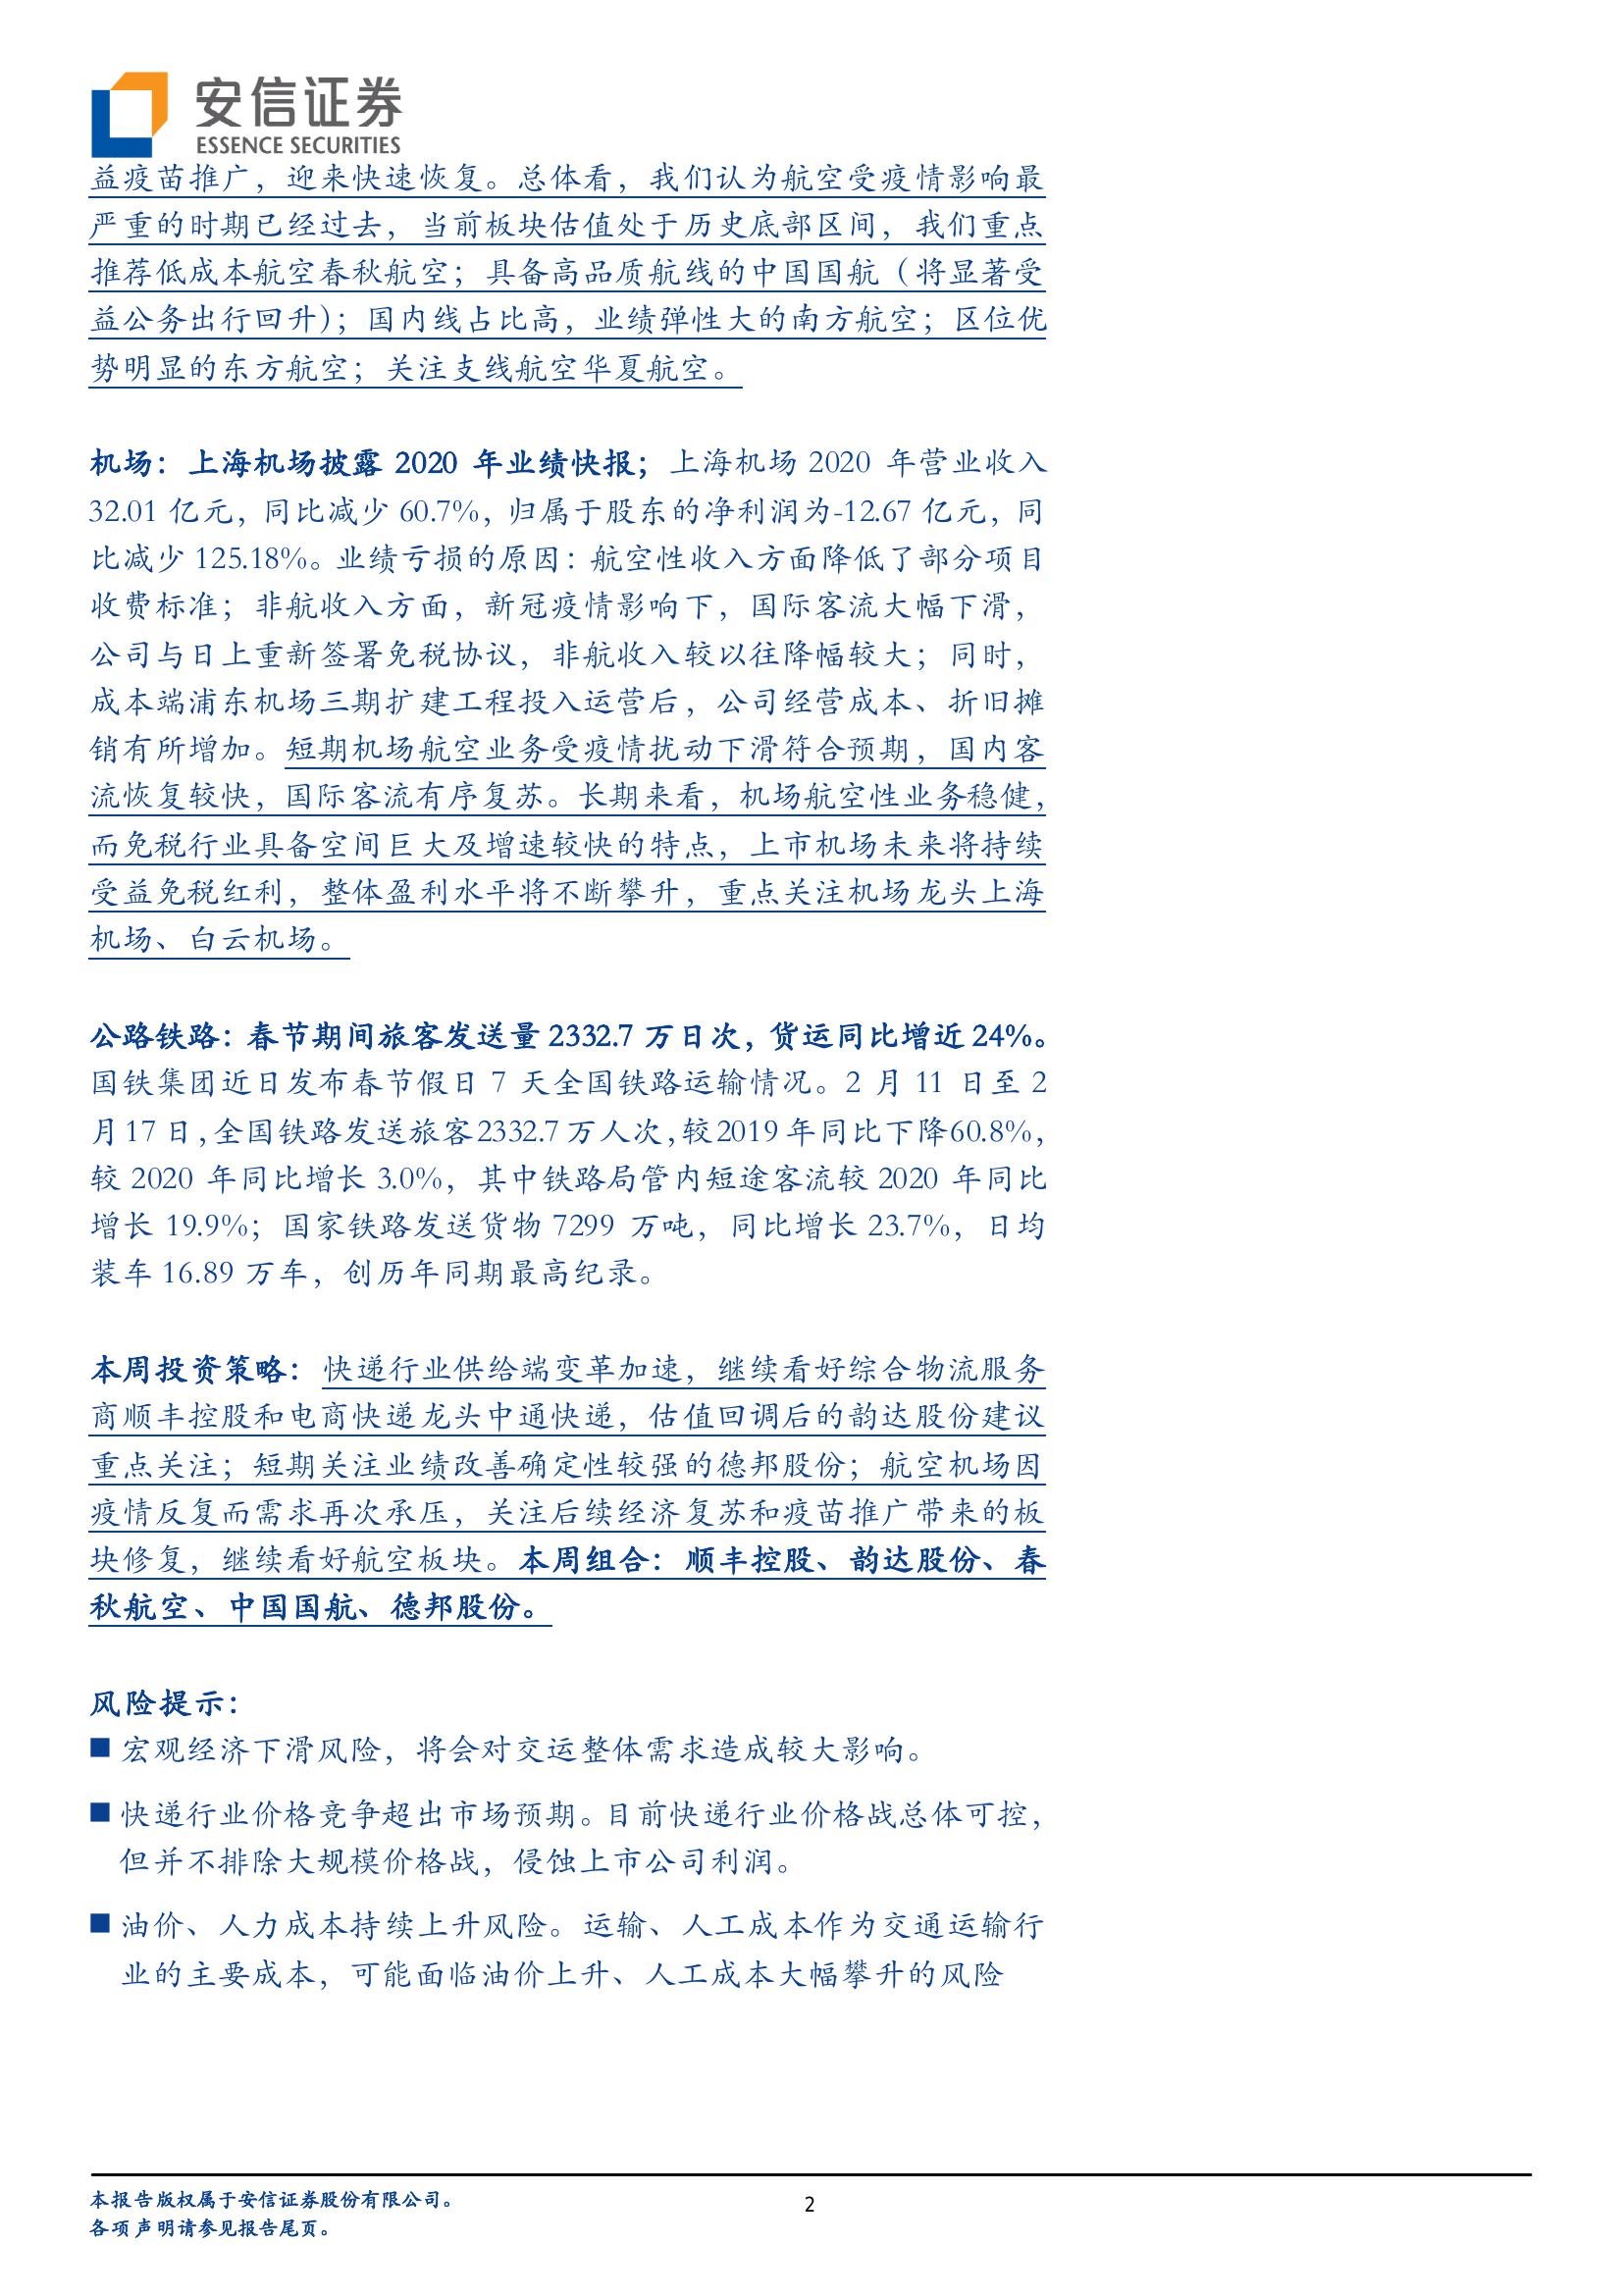 安信证券
ESSENCE SECURITIES
益疫苗推广，迎来快速恢复。总体看，我们认为航空受疫情影响最
严重的时期已经过去，当前板块估值处于历史底部区间，我们重点
推荐低成本航空春秋航空；具备高品质航线的中国国航（将显著受
益公务出行回升）；国内线占比高，业绩弹性大的南方航空；区位优
势明显的东方航空；关注支线航空华夏航空。
机场：上海机场披露 2020 年业绩快报；上海机场 2020 年营业收入
32.01 亿元，同比减少 60.7%，归属于股东的净利润为-12.67 亿元，同
比减少 125.18%。业绩亏损的原因：航空性收入方面降低了部分项目
收费标准；非航收入方面，新冠疫情影响下，国际客流大幅下滑，
公司与日上重新签署免税协议，非航收入较以往降幅较大；同时，
成本端浦东机场三期扩建工程投入运营后，公司经营成本、折旧摊
销有所增加。短期机场航空业务受疫情扰动下滑符合预期，国内客
流恢复较快，国际客流有序复苏。长期来看，机场航空性业务稳健，
而免税行业具备空间巨大及增速较快的特点，上市机场未来将持续
受益免税红利，整体盈利水平将不断攀升，重点关注机场龙头上海
机场、白云机场。
公路铁路：春节期间旅客发送量 2332.7 万日次，货运同比增近 24%。
国铁集团近日发布春节假日 7 天全国铁路运输情况。2 月 11 日至 2
月 17 日，全国铁路发送旅客 2332.7 万人次，较 2019 年同比下降 60.8%，
较 2020 年同比增长 3.0%，其中铁路局管内短途客流较 2020 年同比
增长 19.9%；国家铁路发送货物 7299 万吨，同比增长 23.7%，日均
装车 16.89 万车，创历年同期最高纪录。
本周投资策略：快递行业供给端变革加速，继续看好综合物流服务
商顺丰控股和电商快递龙头中通快递，估值回调后的韵达股份建议
重点关注；短期关注业绩改善确定性较强的德邦股份；航空机场因
疫情反复而需求再次承压，关注后续经济复苏和疫苗推广带来的板
块修复，继续看好航空板块。本周组合：顺丰控股、韵达股份、春
秋航空、中国国航、德邦股份。
风险提示：
■ 宏观经济下滑风险，将会对交运整体需求造成较大影响。
■ 快递行业价格竞争超出市场预期。目前快递行业价格战总体可控，
但并不排除大规模价格战，侵蚀上市公司利润。
■ 油价、人力成本持续上升风险。运输、人工成本作为交通运输行
业的主要成本，可能面临油价上升、人工成本大幅攀升的风险
本报告版权属于安信证券股份有限公司。
2
各项声明请参见报告尾页。